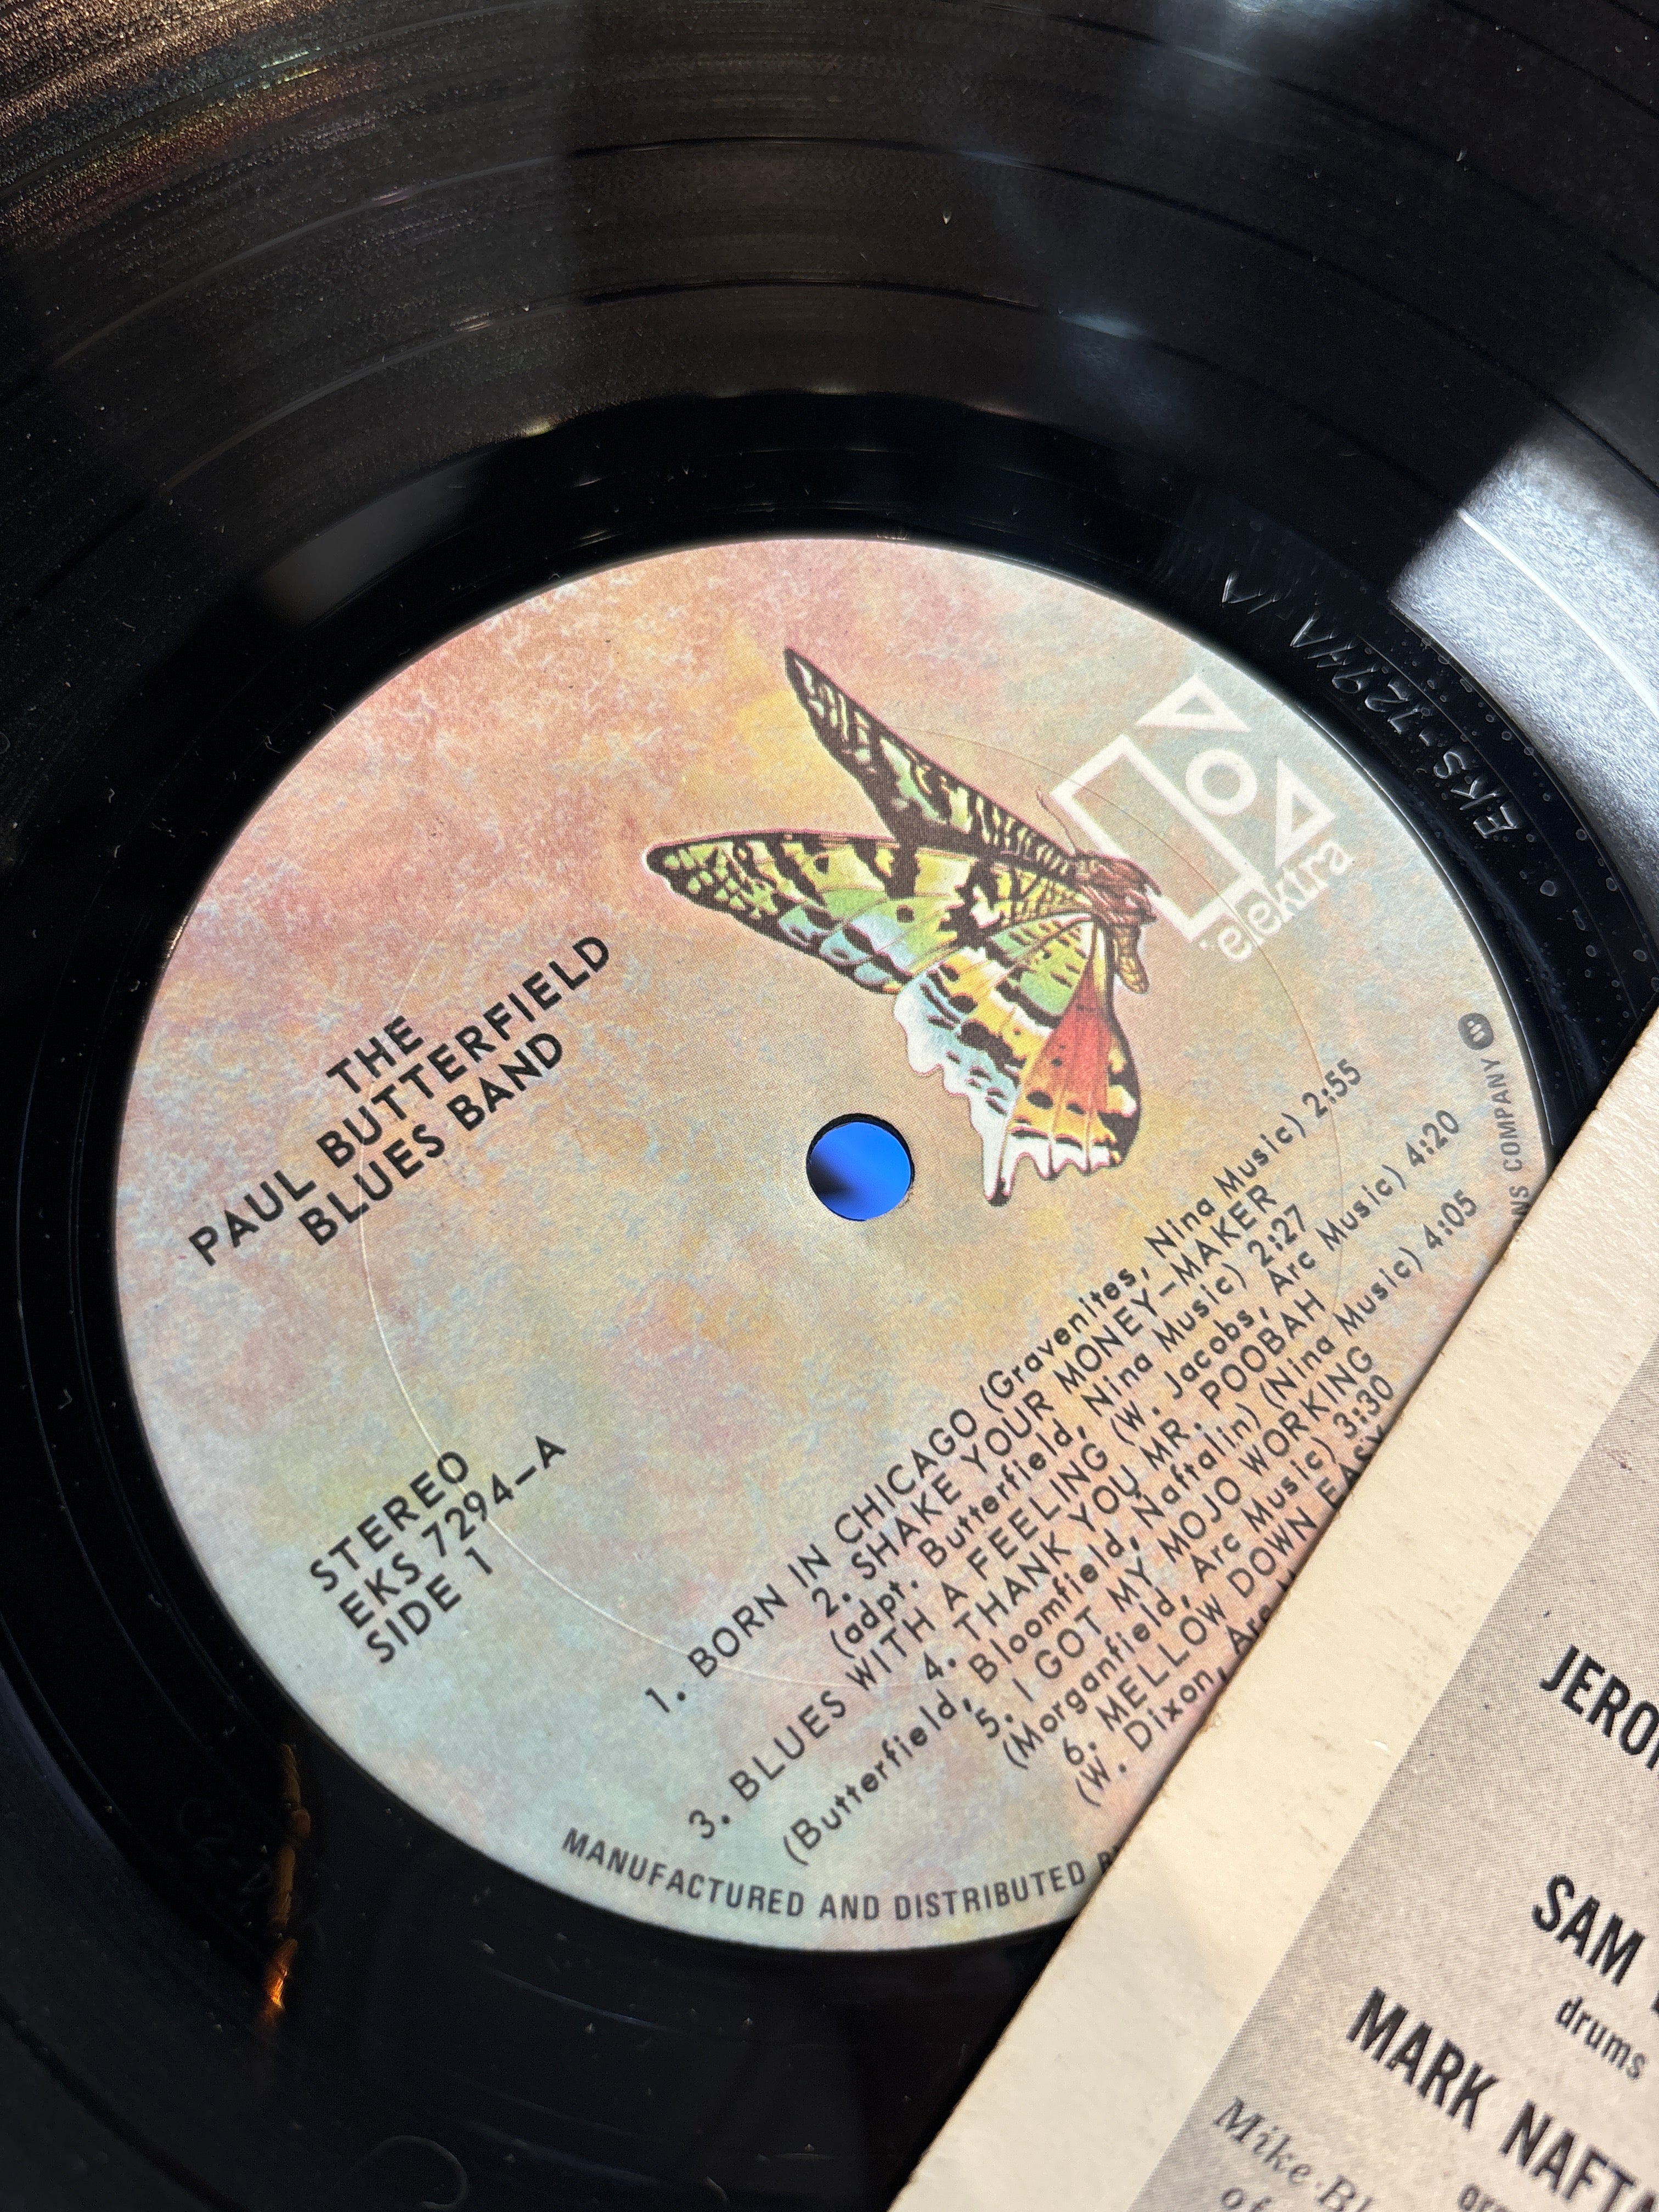 elektra
THE
PAUL BUTTERFIELD
BLUES BAND
STEREO
EKS 7294-A
SIDE 1
1. BORN IN CHICAGO (Gravenites, Nina Music) 2:55
2. SHAKE YOUR MONEY-MAKER
(adpt. Butterfield, Nina Music) 2:27
3. BLUES WITH A FEELING (W. Jacobs, Arc Music) 4:20
4. THANK YOU MR. POOBAH
(Butterfield, Bloomfield, Naftalin) (Nina Music) 4:05
5. I GOT MY MOJO WORKING
(Morganfield, Arc Music) 3:30
6. MELLOW DOWN EASY
(W. Dixon,
MANUFACTURED AND DISTRIBUTED
COMPANY
EKS-7294A
SAM
drums
MARK